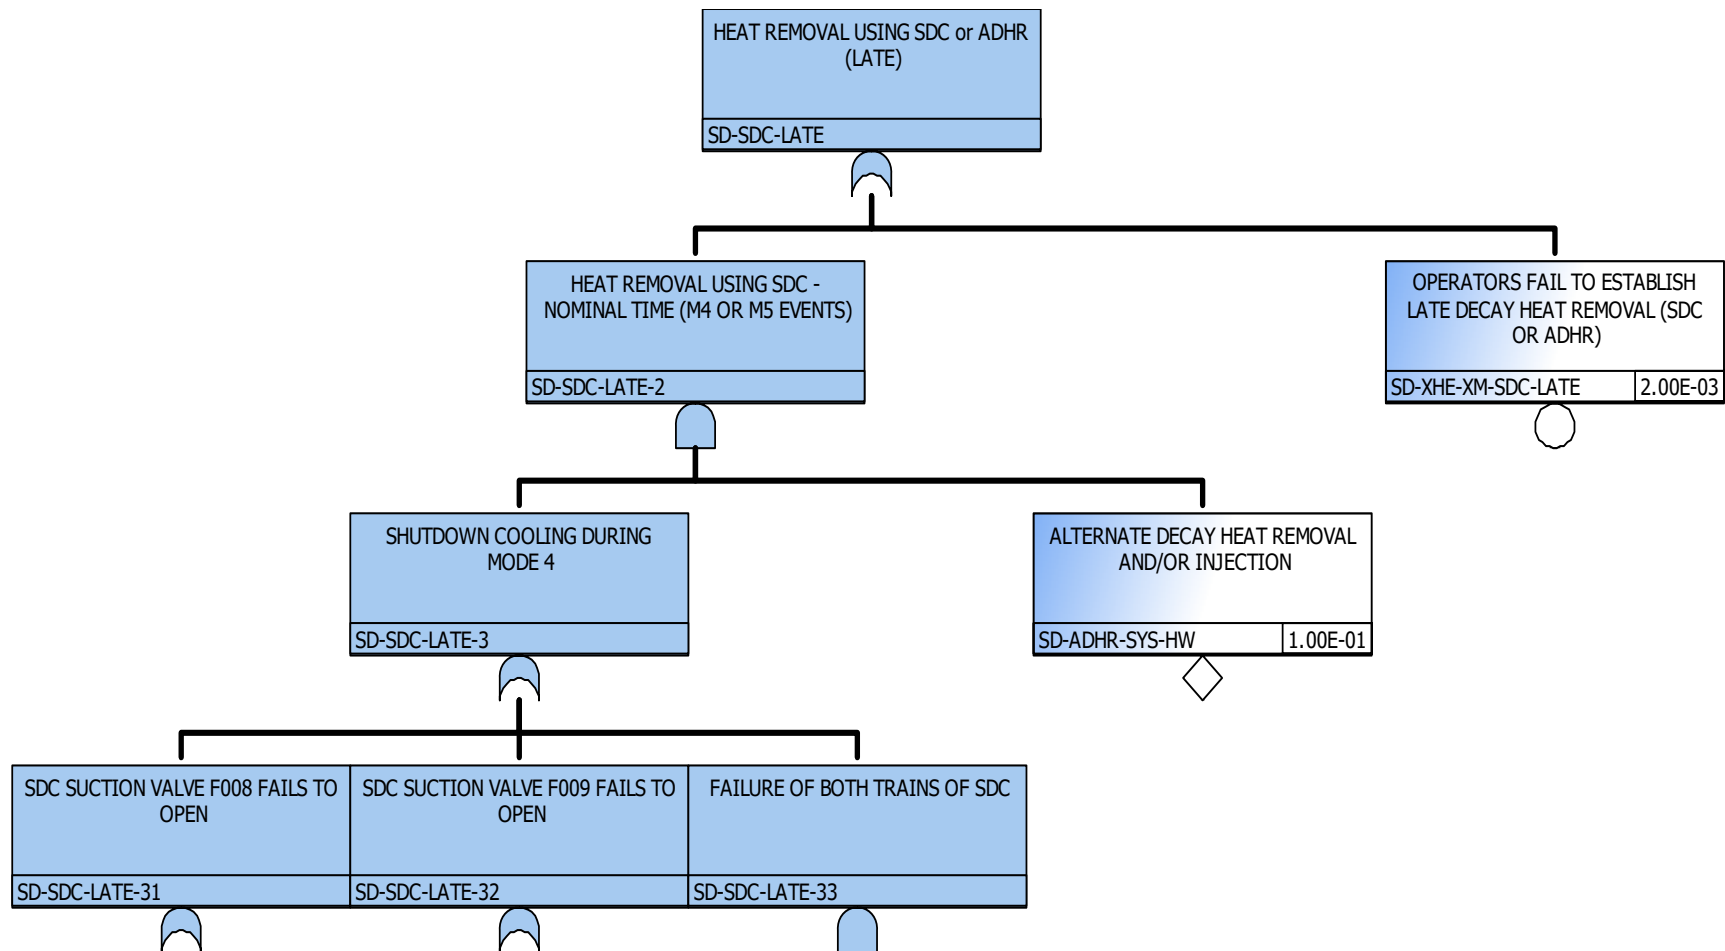 HEAT REMOVAL USING SDC or ADHR
(LATE)
SD-SDC-LATE
HEAT REMOVAL USING SDC -
NOMINAL TIME (M4 OR M5 EVENTS)
SD-SDC-LATE-2
OPERATORS FAIL TO ESTABLISH
LATE DECAY HEAT REMOVAL (SDC
OR ADHR)
SD-XHE-XM-SDC-LATE 2.00E-03
SHUTDOWN COOLING DURING
MODE 4
SD-SDC-LATE-3
ALTERNATE DECAY HEAT REMOVAL
AND/OR INJECTION
SD-ADHR-SYS-HW 1.00E-01
SDC SUCTION VALVE F008 FAILS TO
OPEN
SD-SDC-LATE-31
SDC SUCTION VALVE F009 FAILS TO
OPEN
SD-SDC-LATE-32
FAILURE OF BOTH TRAINS OF SDC
SD-SDC-LATE-33